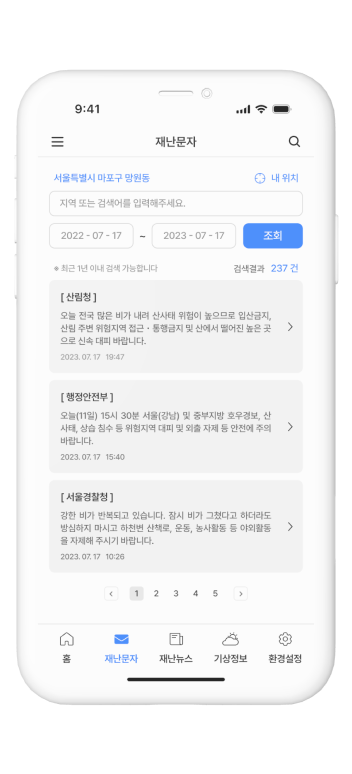 9:41
재난문자
서울특별시 마포구 망원동
내 위치
지역 또는 검색어를 입력해주세요.
2022 - 07 - 17 ~ 2023 - 07 - 17 조회
※ 최근 1년 이내 검색 가능합니다
검색결과 237 건
[ 산림청 ]
오늘 전국 많은 비가 내려 산사태 위험이 높으므로 입산금지,
산림 주변 위험지역 접근・통행금지 및 산에서 떨어진 높은 곳
으로 신속 대피 바랍니다.
2023. 07. 17 19:47
[ 행정안전부 ]
오늘(11일) 15시 30분 서울(강남) 및 중부지방 호우경보, 산
사태, 상습 침수 등 위험지역 대피 및 외출 자제 등 안전에 주의
바랍니다.
2023. 07. 17 15:40
[ 서울경찰청 ]
강한 비가 반복되고 있습니다. 잠시 비가 그쳤다고 하더라도
방심하지 마시고 하천변 산책로, 운동, 농사활동 등 야외활동
을 자제해 주시기 바랍니다.
2023. 07. 17 10:26
< 1 2 3 4 5 >
홈 재난문자 재난뉴스 기상정보 환경설정